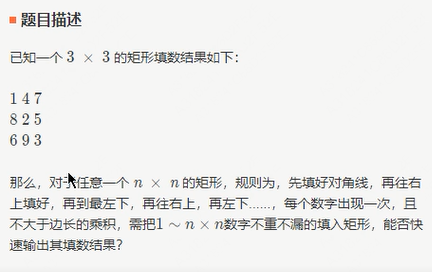 题目描述
已知一个 3 × 3 的矩形填数结果如下：
1 4 7
8 2 5
6 9 3
那么，对于任意一个 n × n 的矩形，规则为，先填好对角线，再往右
上填好，再到最左下，再往右上，再左下……，每个数字出现一次，且
不大于边长的乘积，需把1 ∼ n × n数字不重不漏的填入矩形，能否快
速输出其填数结果？